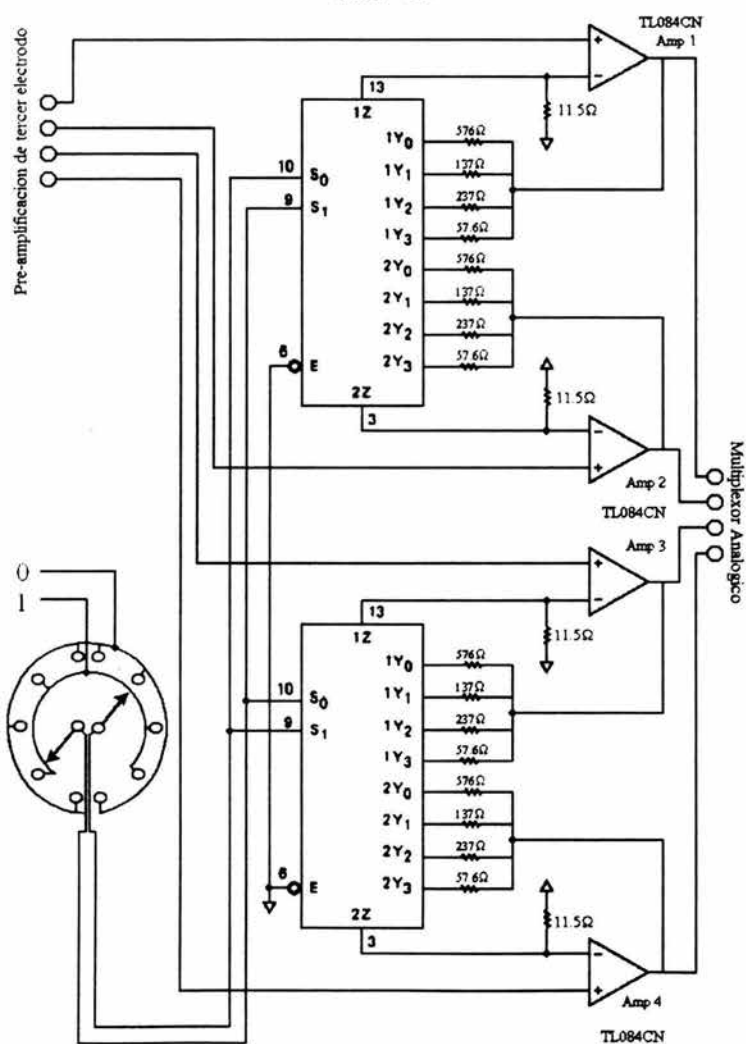 TL084CN
Amp 1
Pre-amplificacion de tercer electrodo
+
−
13
1Z
11.5Ω
1Y0
576Ω
10
S0
1Y1
137Ω
9
S1
1Y2
237Ω
1Y3
57.6Ω
2Y0
576Ω
2Y1
137Ω
2Y2
237Ω
6
E
2Y3
57.6Ω
2Z
3
11.5Ω
−
+
Amp 2
TL084CN
Multiplexor Analogico
Amp 3
+
−
0
1
13
1Z
11.5Ω
1Y0
576Ω
10
S0
1Y1
137Ω
9
S1
1Y2
237Ω
1Y3
57.6Ω
2Y0
576Ω
2Y1
137Ω
2Y2
237Ω
6
E
2Y3
57.6Ω
2Z
3
11.5Ω
−
+
Amp 4
TL084CN